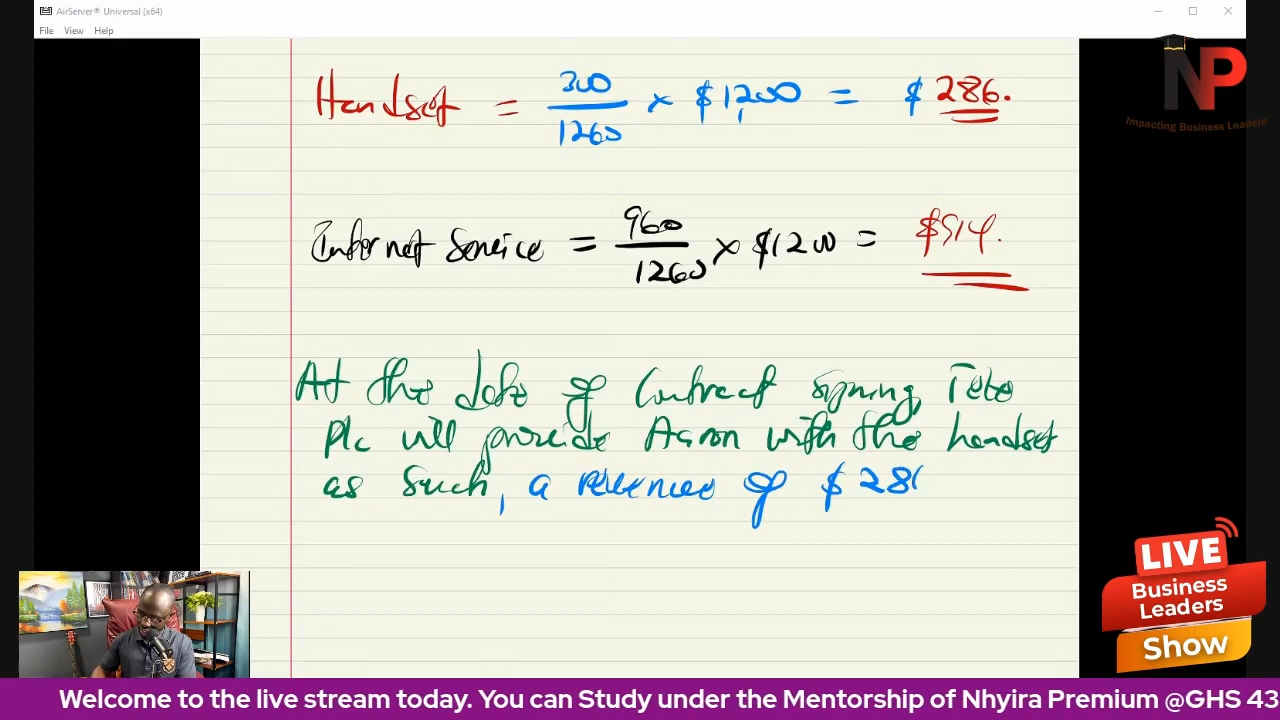 AirServer® Universal (x64)
File View Help
NP
Impacting Business Leaders
Handset = 300/1260 × $1,200 = $ 286.
Internet Service = 960/1260 × $1200 = $914.
At the date of Contract signing, Telo
Plc will provide Aaron with the handset
as such, a revenue of $ 286
LIVE
Business
Leaders
Show
Welcome to the live stream today. You can Study under the Mentorship of Nhyira Premium @GHS 43